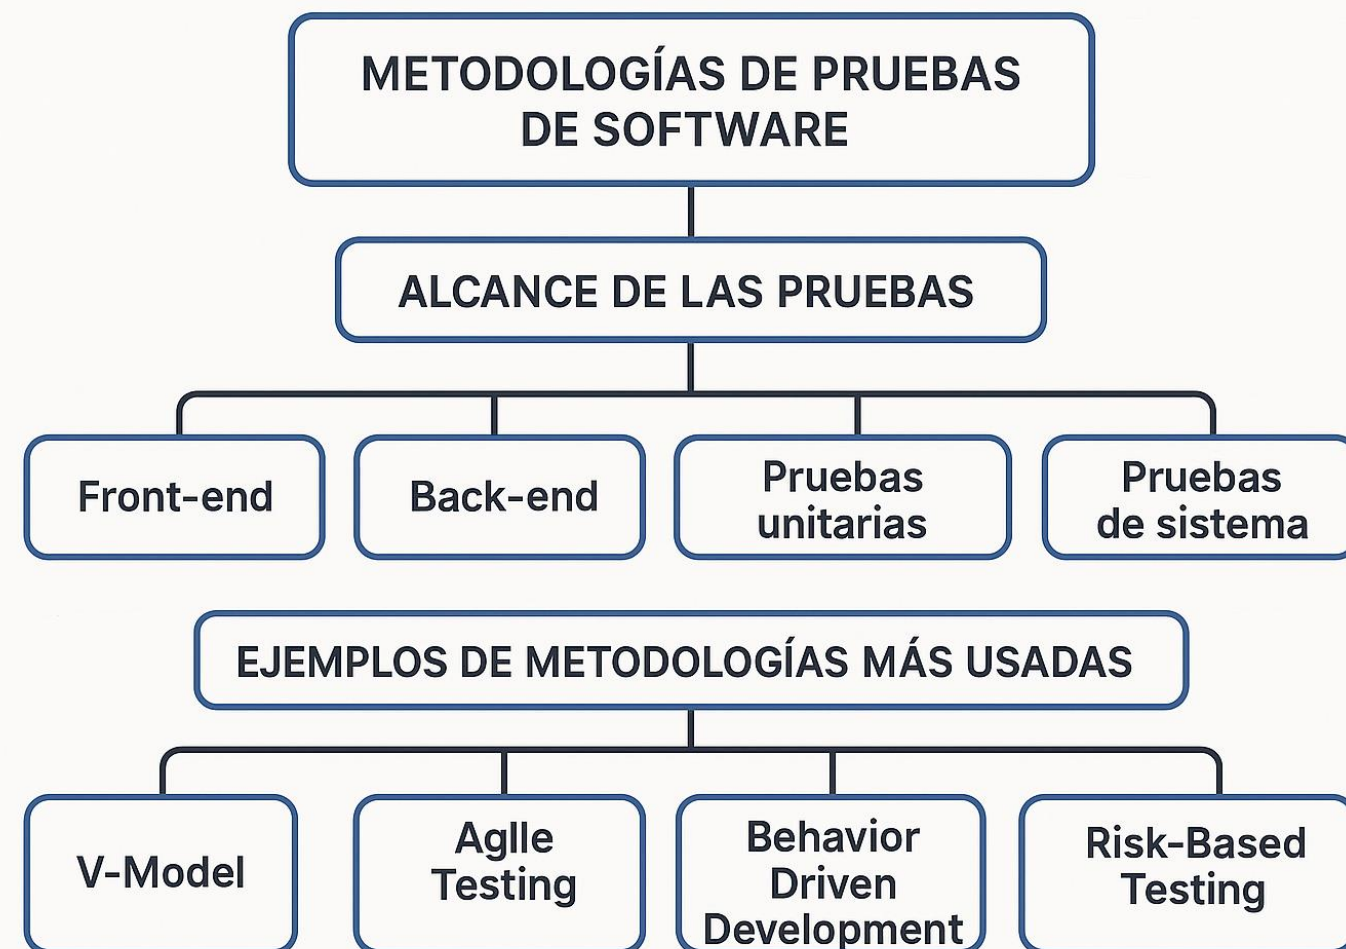 METODOLOGÍAS DE PRUEBAS
DE SOFTWARE
ALCANCE DE LAS PRUEBAS
Front-end
Back-end
Pruebas
unitarias
Pruebas
de sistema
EJEMPLOS DE METODOLOGÍAS MÁS USADAS
V-Model
Aglle
Testing
Behavior
Driven
Development
Risk-Based
Testing